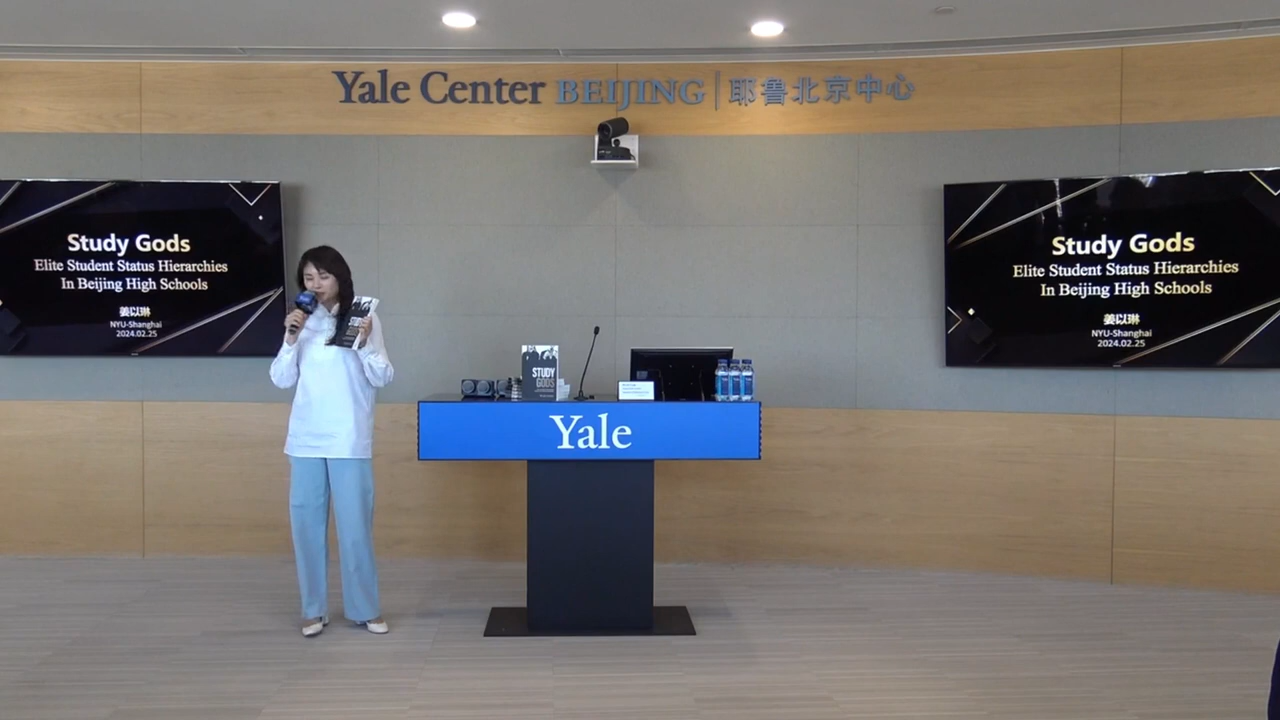 Yale Center BEIJING | 耶鲁北京中心
Study Gods
Elite Student Status Hierarchies
In Beijing High Schools
姜以琳
NYU-Shanghai
2024.02.25
Study Gods
Elite Student Status Hierarchies
In Beijing High Schools
姜以琳
NYU-Shanghai
2024.02.25
STUDY
GODS
Yale